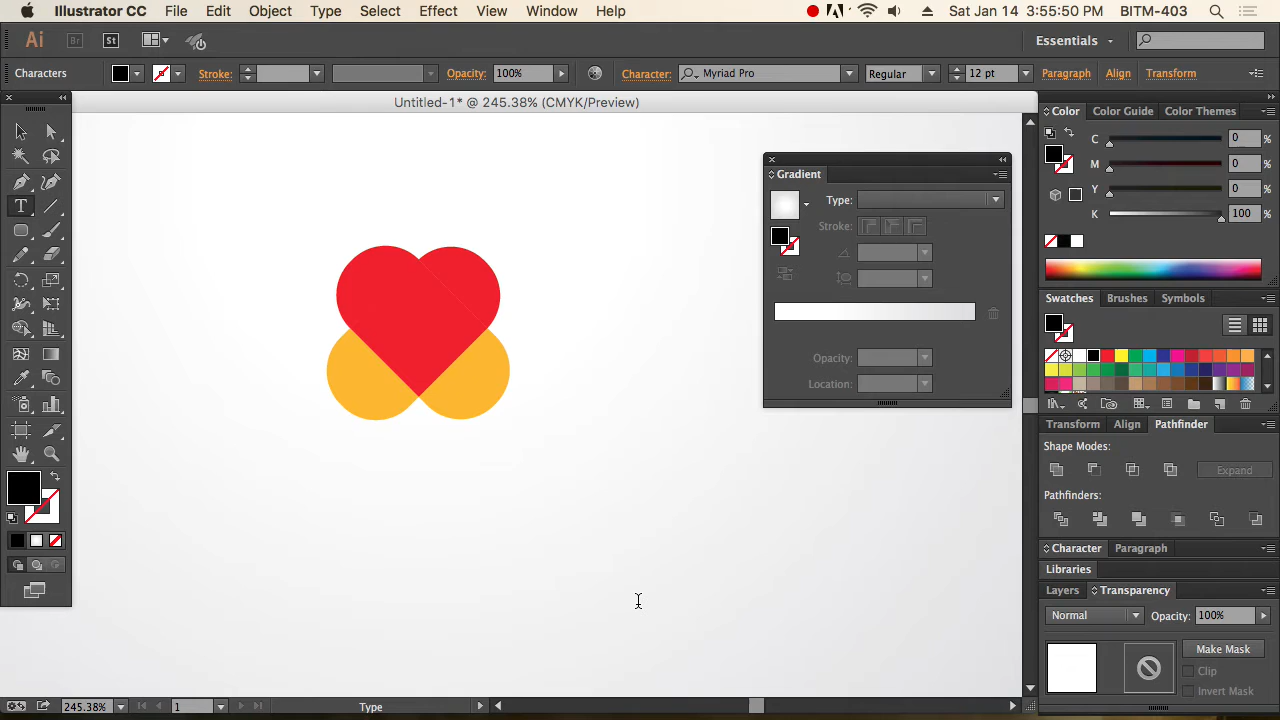 Illustrator CC File Edit Object Type Select Effect View Window Help Sat Jan 14 3:55:50 PM BITM-403
Ai Br St Essentials
Characters Stroke: Opacity: 100% Character: Myriad Pro Regular 12 pt Paragraph Align Transform
Untitled-1* @ 245.38% (CMYK/Preview)
Color Color Guide Color Themes
C 0 %
M 0 %
Y 0 %
K 100 %
Gradient
Type:
Stroke:
Opacity:
Location:
Swatches Brushes Symbols
Transform Align Pathfinder
Shape Modes:
Expand
Pathfinders:
Character Paragraph
Libraries
Layers Transparency
Normal Opacity: 100%
Make Mask
Clip
Invert Mask
245.38% 1 Type